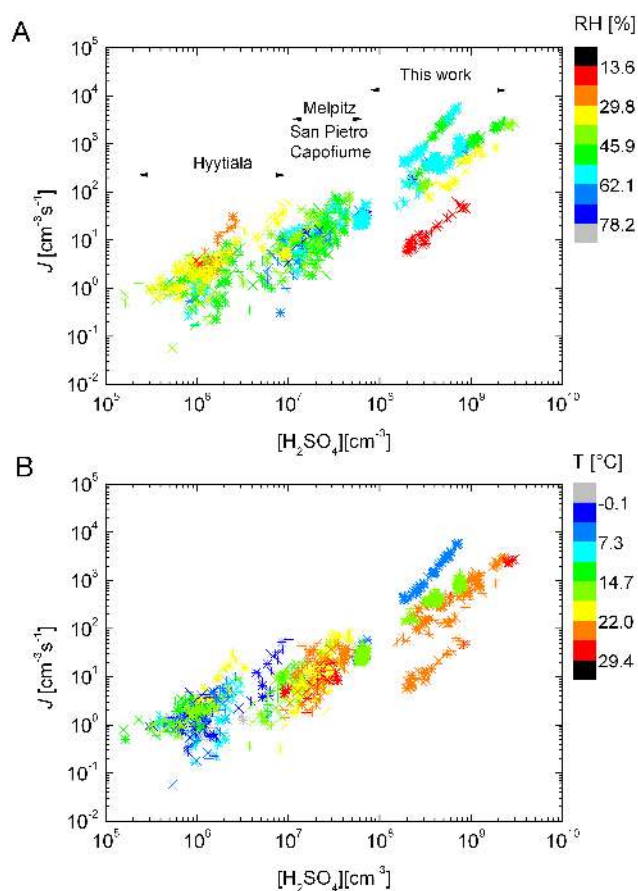 A
RH [%]
10⁵
10⁴
10³
10²
10¹
10⁰
10⁻¹
10⁻²
J [cm⁻³s⁻¹]
This work
Melpitz
San Pietro
Capofiume
Hyytiälä
13.6
29.8
45.9
62.1
78.2
10⁵ 10⁶ 10⁷ 10⁸ 10⁹ 10¹⁰
[H₂SO₄][cm⁻³]
B
T [°C]
10⁵
10⁴
10³
10²
10¹
10⁰
10⁻¹
10⁻²
J [cm⁻³s⁻¹]
-0.1
7.3
14.7
22.0
29.4
10⁵ 10⁶ 10⁷ 10⁸ 10⁹ 10¹⁰
[H₂SO₄][cm⁻³]